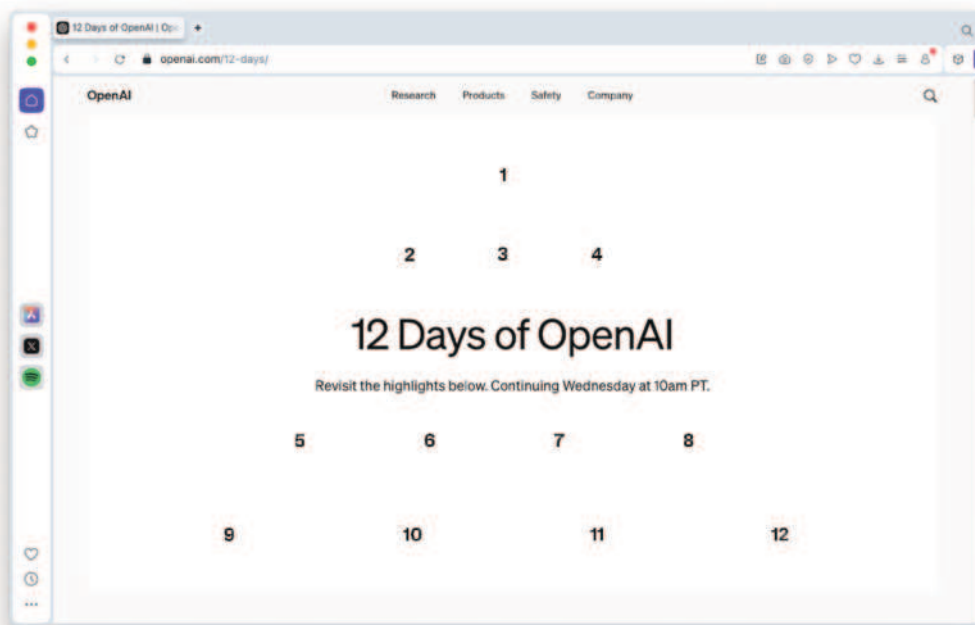 12 Days of OpenAI | Op
openai.com/12-days/
OpenAI Research Products Safety Company
1
2 3 4
12 Days of OpenAI
Revisit the highlights below. Continuing Wednesday at 10am PT.
5 6 7 8
9 10 11 12